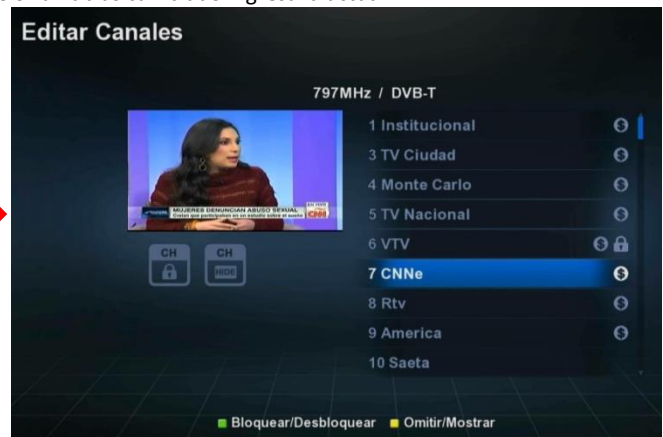 Editar Canales
797MHz / DVB-T
1 Institucional
3 TV Ciudad
4 Monte Carlo
5 TV Nacional
6 VTV
7 CNNe
8 Rtv
9 America
10 Saeta
MUJERES DENUNCIAN ABUSO SEXUAL
CNN
CH
CH
HIDE
Bloquear/Desbloquear
Omitir/Mostrar